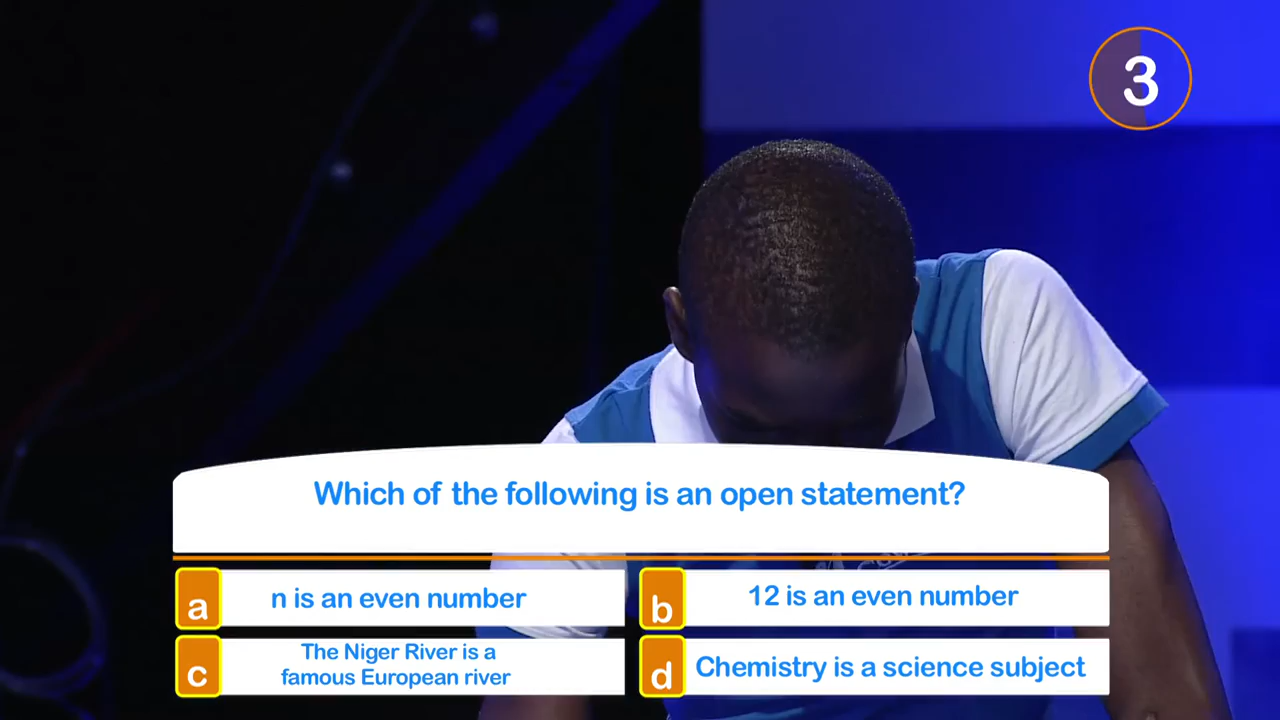 3
Which of the following is an open statement?
a n is an even number
b 12 is an even number
c The Niger River is a
famous European river
d Chemistry is a science subject